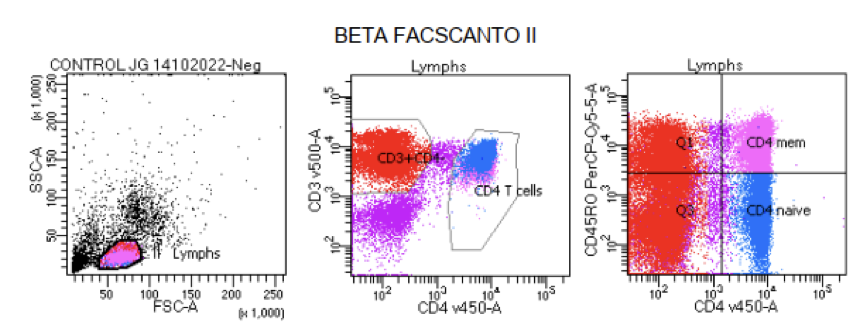 BETA FACSCANTO II
CONTROL JG 14102022-Neg
SSC-A
(x 1,000)
50 100 150 200 250
Lymphs
50 100 150 200 250
FSC-A
(x 1,000)
Lymphs
CD3 v500-A
10² 10³ 10⁴ 10⁵
CD3+CD4-
CD4 T cells
10² 10³ 10⁴ 10⁵
CD4 v450-A
Lymphs
CD45RO PerCP-Cy5-5-A
10² 10³ 10⁴ 10⁵
Q1
CD4 mem
Q3
CD4 naive
10² 10³ 10⁴ 10⁵
CD4 v450-A